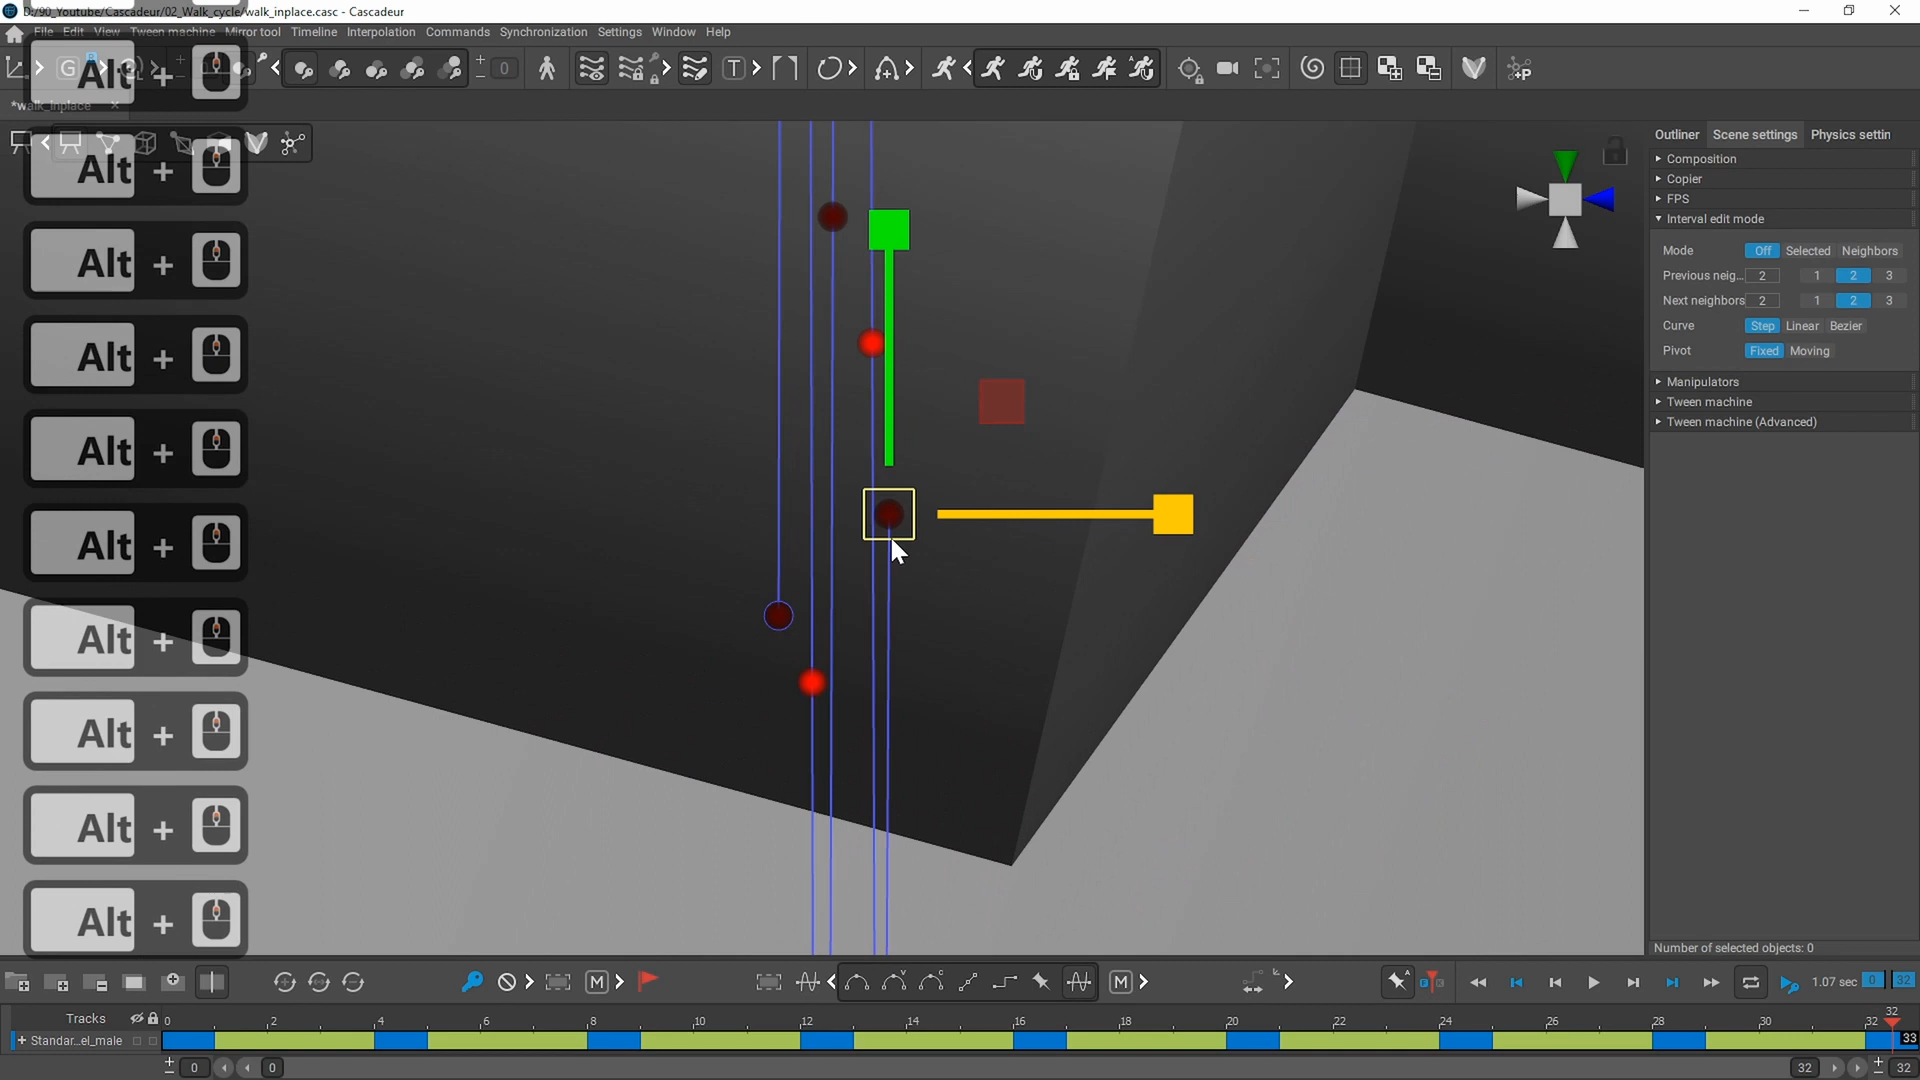 D:/90_Youtube/Cascadeur/02_Walk_cycle/walk_inplace.casc - Cascadeur
File Edit View Tween machine Mirror tool Timeline Interpolation Commands Synchronization Settings Window Help
0
*walk_inplace
Alt +
Alt +
Alt +
Alt +
Alt +
Alt +
Alt +
Alt +
Alt +
Alt +
Outliner Scene settings Physics settin
Composition
Copier
FPS
Interval edit mode
Mode Off Selected Neighbors
Previous neig... 2 1 2 3
Next neighbors 2 1 2 3
Curve Step Linear Bezier
Pivot Fixed Moving
Manipulators
Tween machine
Tween machine (Advanced)
Number of selected objects: 0
M M 1.07 sec 0 32
Tracks 0 2 4 6 8 10 12 14 16 18 20 22 24 26 28 30 32 32
+ Standar...el_male 33
0 0 32 32